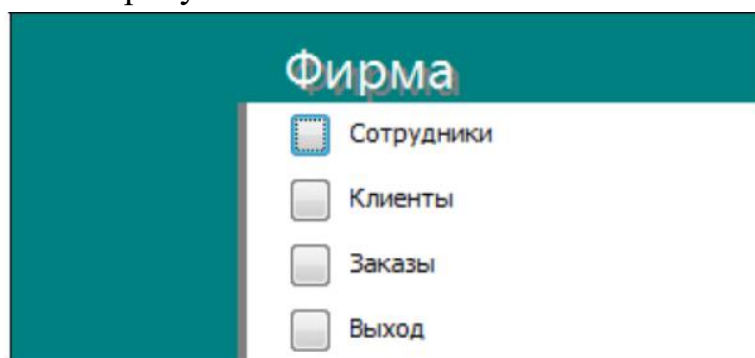 Фирма
Сотрудники
Клиенты
Заказы
Выход